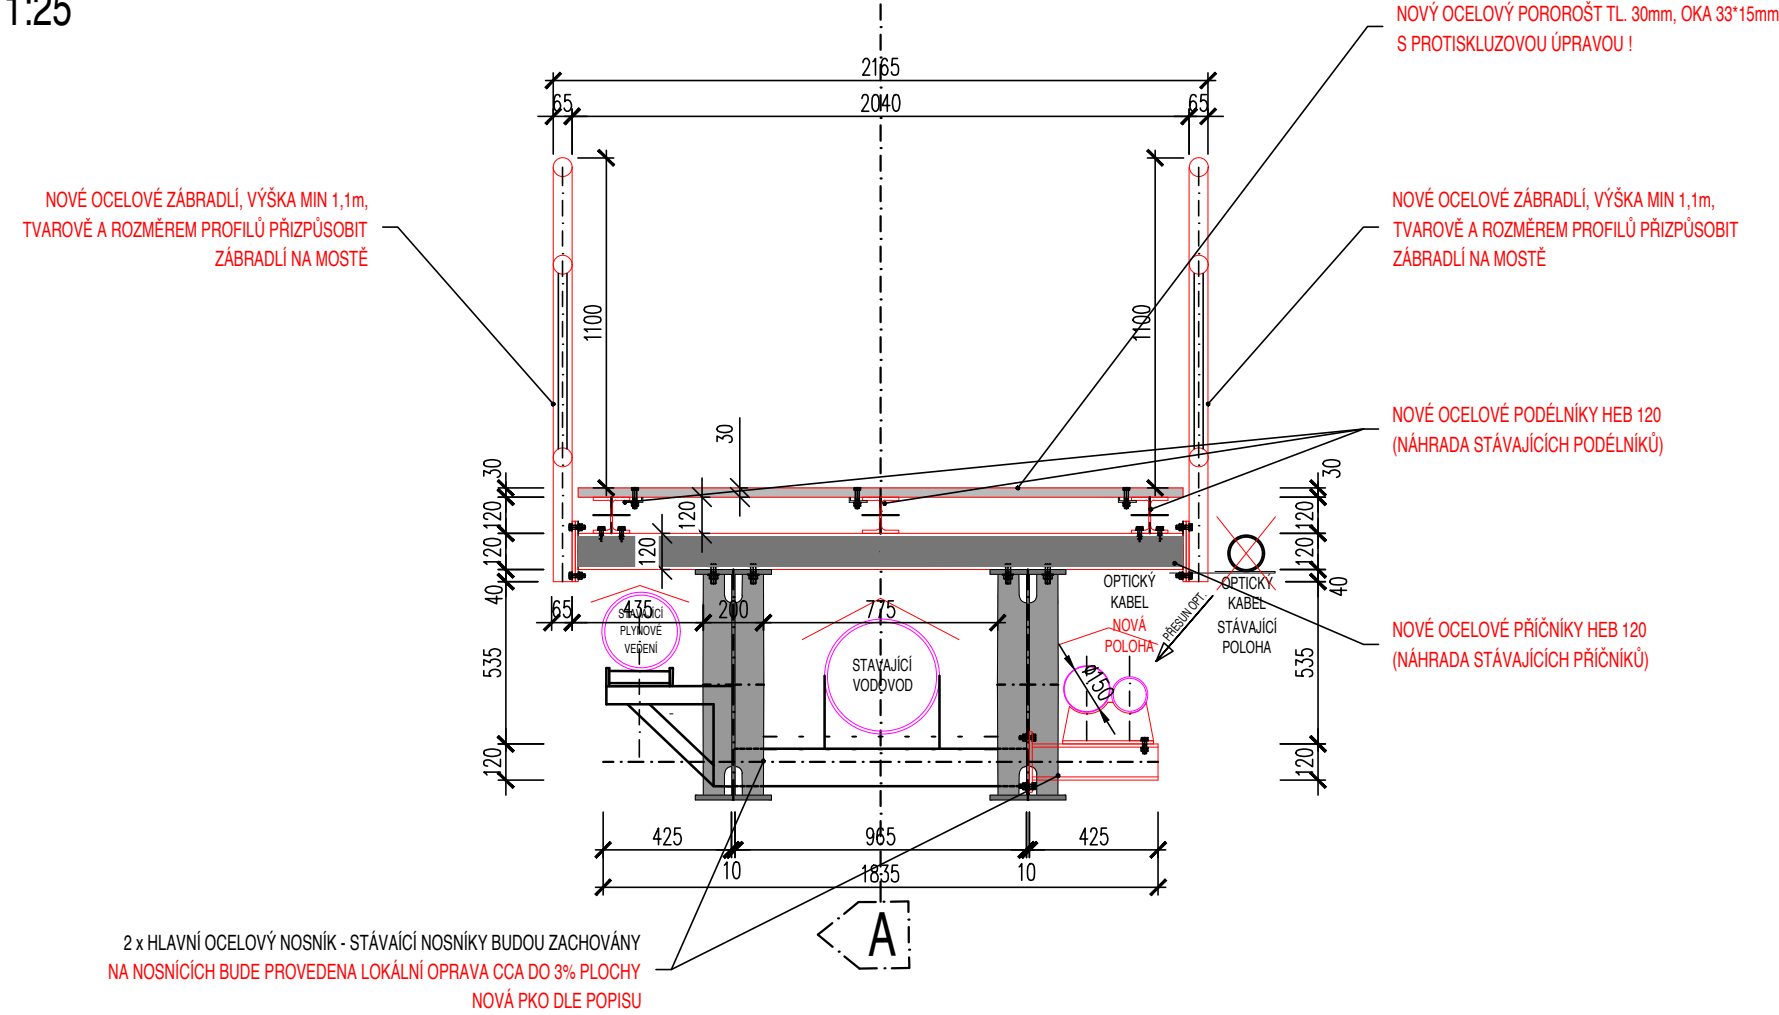 1:25
NOVÝ OCELOVÝ POROROŠT TL. 30mm, OKA 33*15mm
S PROTISKLUZOVOU ÚPRAVOU !
2165
65
2040
65
NOVÉ OCELOVÉ ZÁBRADLÍ, VÝŠKA MIN 1,1m,
TVAROVĚ A ROZMĚREM PROFILŮ PŘIZPŮSOBIT
ZÁBRADLÍ NA MOSTĚ
NOVÉ OCELOVÉ ZÁBRADLÍ, VÝŠKA MIN 1,1m,
TVAROVĚ A ROZMĚREM PROFILŮ PŘIZPŮSOBIT
ZÁBRADLÍ NA MOSTĚ
1100
1100
NOVÉ OCELOVÉ PODÉLNÍKY HEB 120
(NÁHRADA STÁVAJÍCÍCH PODÉLNÍKŮ)
30
30
120
120
40
535
120
120
120
30
120
120
40
535
120
65
435
200
775
STAVAJÍCÍ
PLYNOVÉ
VEDENÍ
STAVAJÍCÍ
VODOVOD
OPTICKÝ
KABEL
NOVÁ
POLOHA
PŘESUN OPT.
OPTICKÝ
KABEL
STÁVAJÍCÍ
POLOHA
ø150
NOVÉ OCELOVÉ PŘÍČNÍKY HEB 120
(NÁHRADA STÁVAJÍCÍCH PŘÍČNÍKŮ)
425
965
425
10
1835
10
A
2 x HLAVNÍ OCELOVÝ NOSNÍK - STÁVAÍCÍ NOSNÍKY BUDOU ZACHOVÁNY
NA NOSNÍCÍCH BUDE PROVEDENA LOKÁLNÍ OPRAVA CCA DO 3% PLOCHY
NOVÁ PKO DLE POPISU